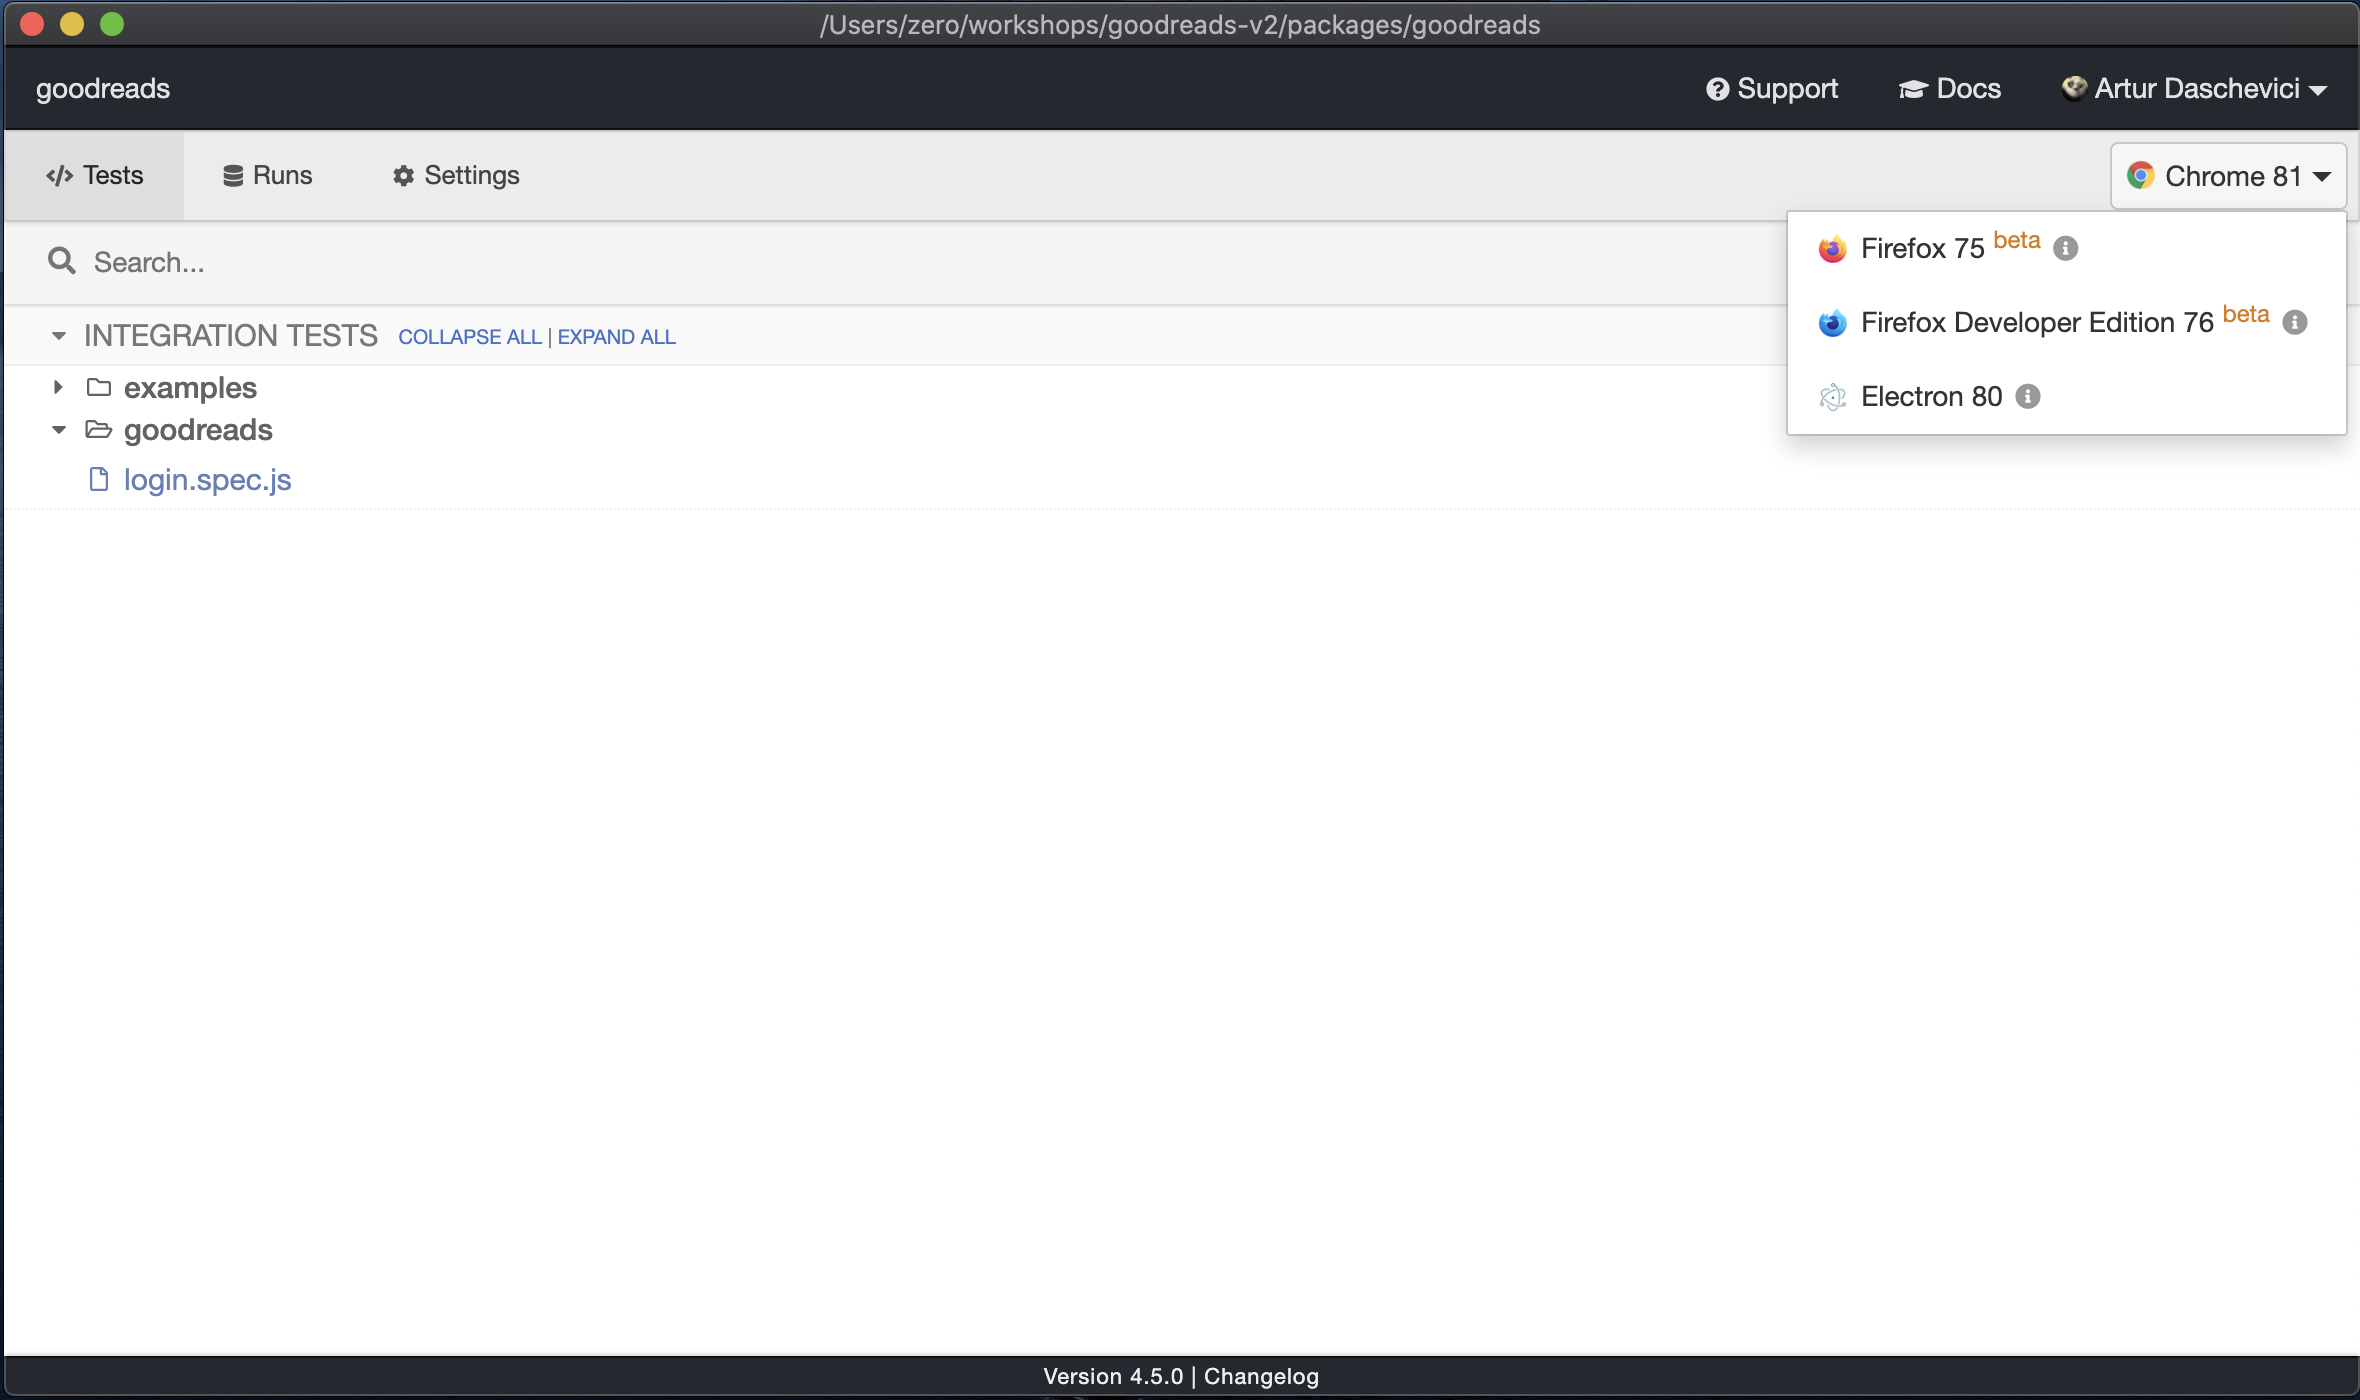 /Users/zero/workshops/goodreads-v2/packages/goodreads
goodreads Support Docs Artur Daschevici
Tests Runs Settings Chrome 81
Search...
Firefox 75 beta
Firefox Developer Edition 76 beta
Electron 80
INTEGRATION TESTS COLLAPSE ALL | EXPAND ALL
examples
goodreads
login.spec.js
Version 4.5.0 | Changelog